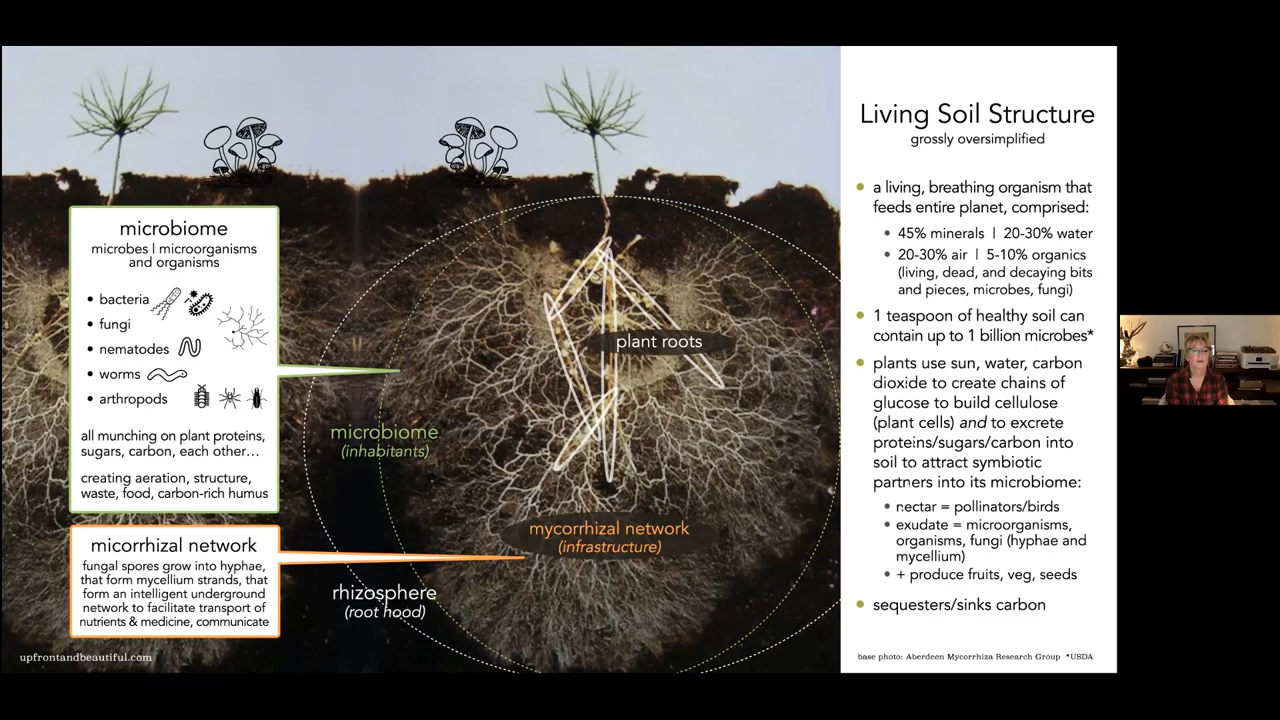 microbiome
microbes | microorganisms
and organisms
• bacteria
• fungi
• nematodes
• worms
• arthropods
all munching on plant proteins,
sugars, carbon, each other...
creating aeration, structure,
waste, food, carbon-rich humus
micorrhizal network
fungal spores grow into hyphae,
that form mycellium strands, that
form an intelligent underground
network to facilitate transport of
nutrients & medicine, communicate
upfrontandbeautiful.com
plant roots
microbiome
(inhabitants)
mycorrhizal network
(infrastructure)
rhizosphere
(root hood)
Living Soil Structure
grossly oversimplified
• a living, breathing organism that
feeds entire planet, comprised:
• 45% minerals | 20-30% water
• 20-30% air | 5-10% organics
(living, dead, and decaying bits
and pieces, microbes, fungi)
• 1 teaspoon of healthy soil can
contain up to 1 billion microbes*
• plants use sun, water, carbon
dioxide to create chains of
glucose to build cellulose
(plant cells) and to excrete
proteins/sugars/carbon into
soil to attract symbiotic
partners into its microbiome:
• nectar = pollinators/birds
• exudate = microorganisms,
organisms, fungi (hyphae and
mycellium)
• + produce fruits, veg, seeds
• sequesters/sinks carbon
base photo: Aberdeen Mycorrhiza Research Group *USDA